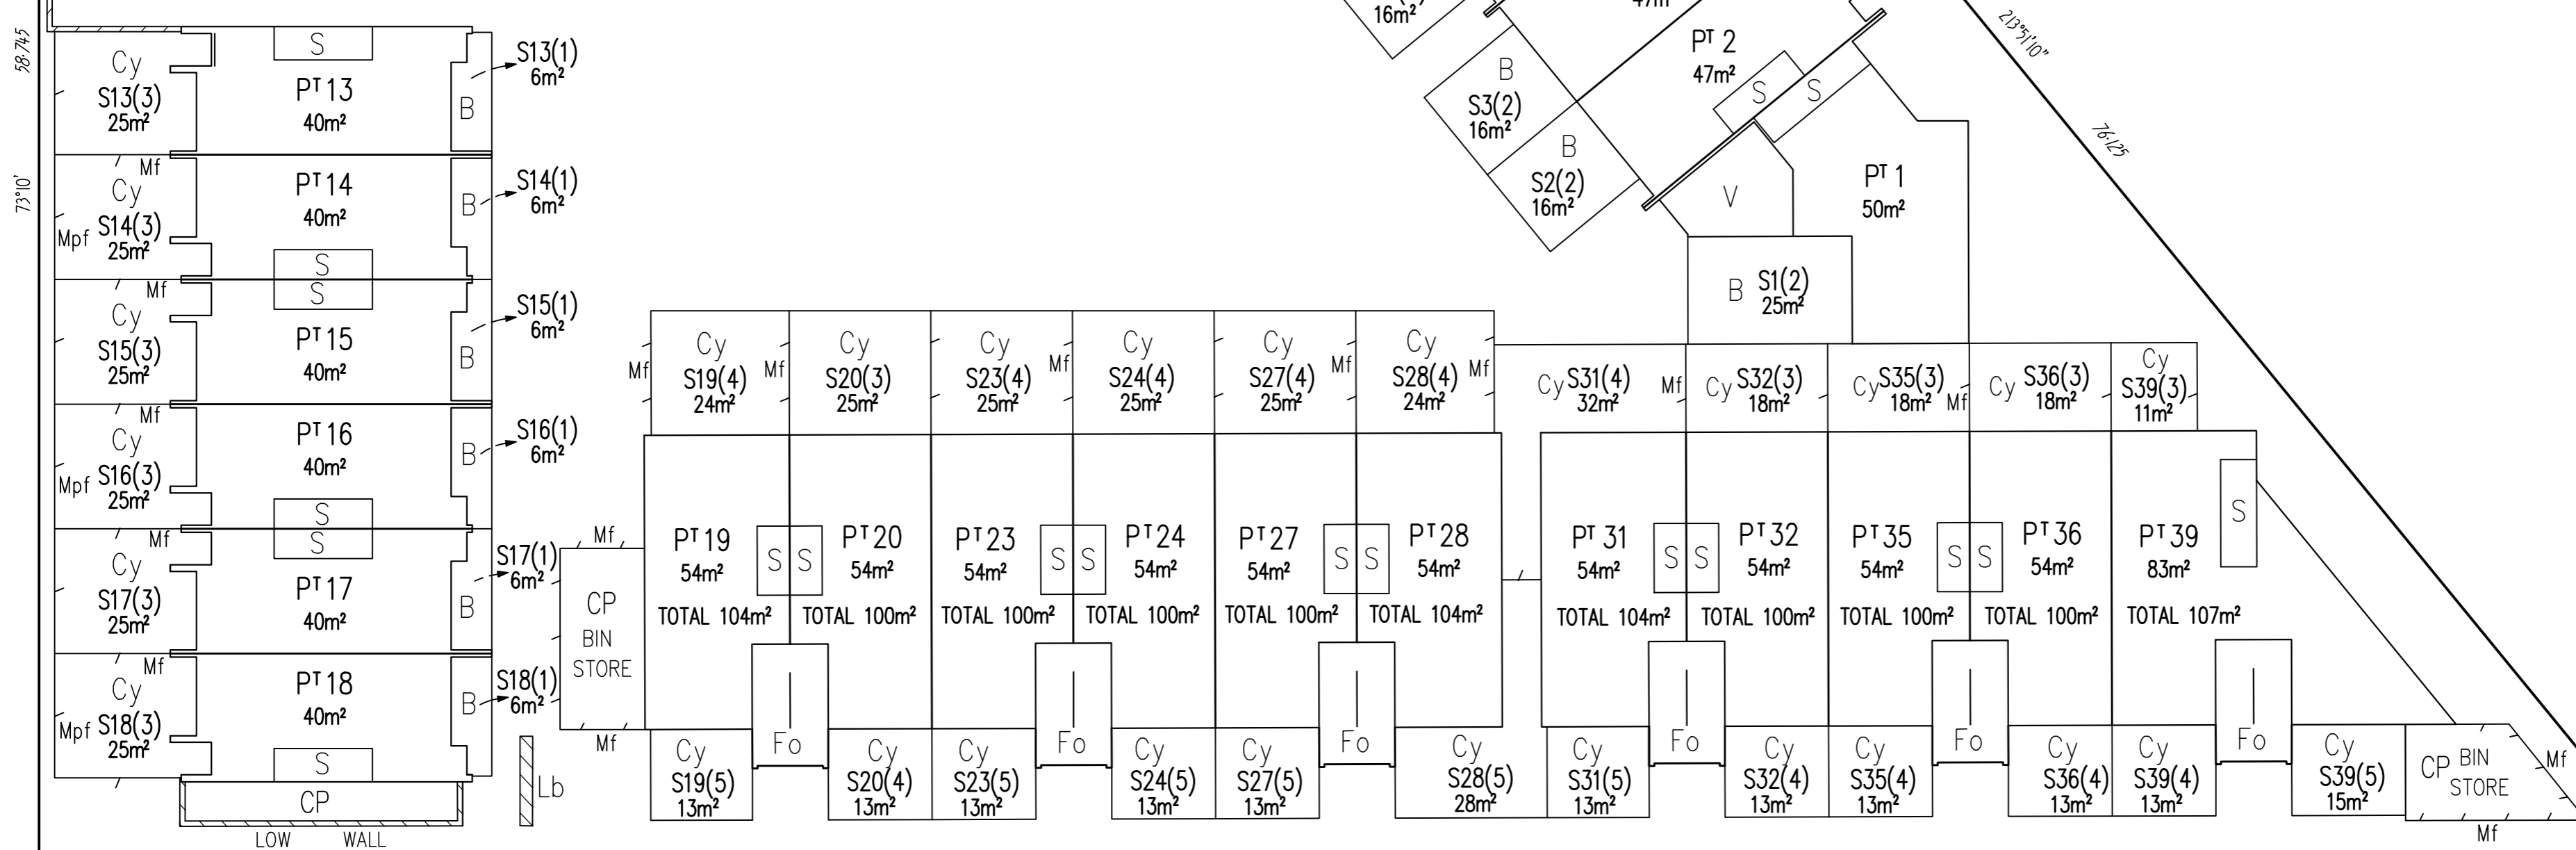 58·745
73°10'
Cy
S13(3)
25m²
S
Pᵀ 13
40m²
B
S13(1)
6m²
Mf
Cy
Mpf
S14(3)
25m²
Pᵀ 14
40m²
S
B
S14(1)
6m²
Mf
Cy
S15(3)
25m²
S
Pᵀ 15
40m²
B
S15(1)
6m²
Mf
Cy
Mpf
S16(3)
25m²
Pᵀ 16
40m²
S
B
S16(1)
6m²
Mf
Cy
S17(3)
25m²
S
Pᵀ 17
40m²
B
S17(1)
6m²
Mf
Cy
Mpf
S18(3)
25m²
Pᵀ 18
40m²
S
B
S18(1)
6m²
CP
LOW WALL
Lb
Mf
CP
BIN
STORE
Mf
16m²
B
S3(2)
16m²
B
S2(2)
16m²
Pᵀ 2
47m²
S
S
V
Pᵀ 1
50m²
B S1(2)
25m²
213°51'10"
76·125
Mf
Cy
S19(4)
24m²
Mf
Cy
S20(3)
25m²
Cy
S23(4)
25m²
Mf
Cy
S24(4)
25m²
Cy
S27(4)
25m²
Mf
Cy
S28(4)
24m²
Mf
Cy S31(4)
32m²
Mf
Cy S32(3)
18m²
Cy S35(3)
18m²
Mf
Cy S36(3)
18m²
Cy
S39(3)
11m²
Pᵀ 19
54m²
TOTAL 104m²
S S
Pᵀ 20
54m²
TOTAL 100m²
Pᵀ 23
54m²
TOTAL 100m²
S S
Pᵀ 24
54m²
TOTAL 100m²
Pᵀ 27
54m²
TOTAL 100m²
S S
Pᵀ 28
54m²
TOTAL 104m²
Pᵀ 31
54m²
TOTAL 104m²
S S
Pᵀ 32
54m²
TOTAL 100m²
Pᵀ 35
54m²
TOTAL 100m²
S S
Pᵀ 36
54m²
TOTAL 100m²
Pᵀ 39
83m²
TOTAL 107m²
S
Cy
S19(5)
13m²
Fo
Cy
S20(4)
13m²
Cy
S23(5)
13m²
Fo
Cy
S24(5)
13m²
Cy
S27(5)
13m²
Fo
Cy
S28(5)
28m²
Cy
S31(5)
13m²
Fo
Cy
S32(4)
13m²
Cy
S35(4)
13m²
Fo
Cy
S36(4)
13m²
Cy
S39(4)
13m²
Fo
Cy
S39(5)
15m²
CP BIN
STORE
Mf
Mf